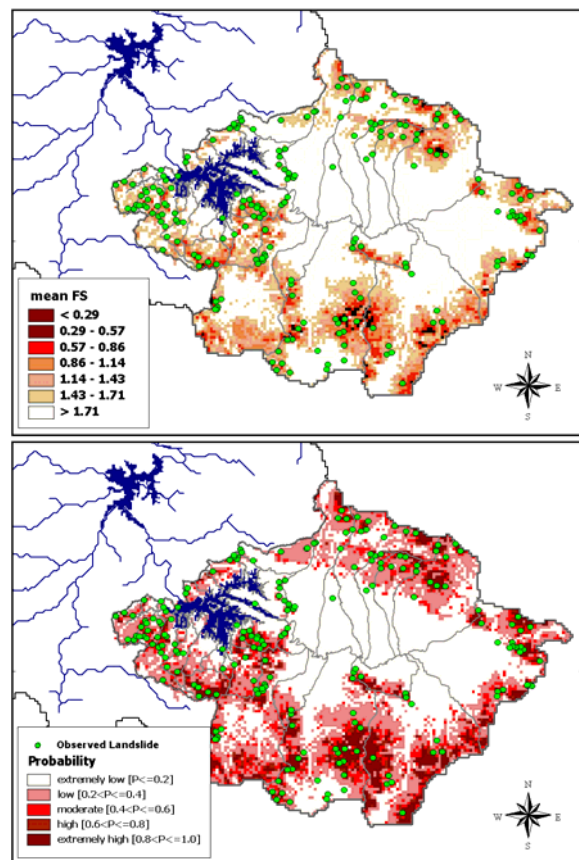 mean FS
< 0.29
0.29 - 0.57
0.57 - 0.86
0.86 - 1.14
1.14 - 1.43
1.43 - 1.71
> 1.71
N
W E
S
Observed Landslide
Probability
extremely low [P<=0.2]
low [0.2<P<=0.4]
moderate [0.4<P<=0.6]
high [0.6<P<=0.8]
extremely high [0.8<P<=1.0]
N
W E
S